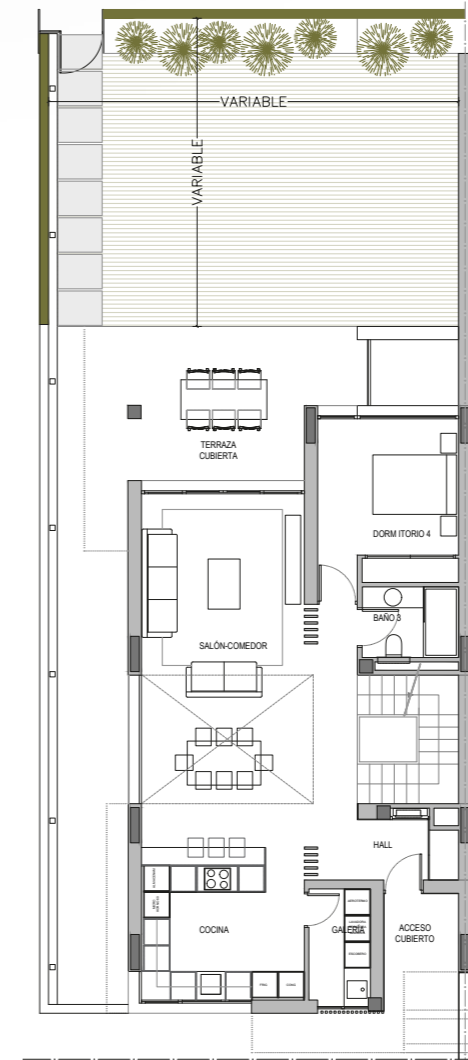 VARIABLE
VARIABLE
TERRAZA
CUBIERTA
DORM ITORIO 4
BAÑO 3
SALÓN-COMEDOR
HALL
COCINA
GALERÍA
ACCESO
CUBIERTO